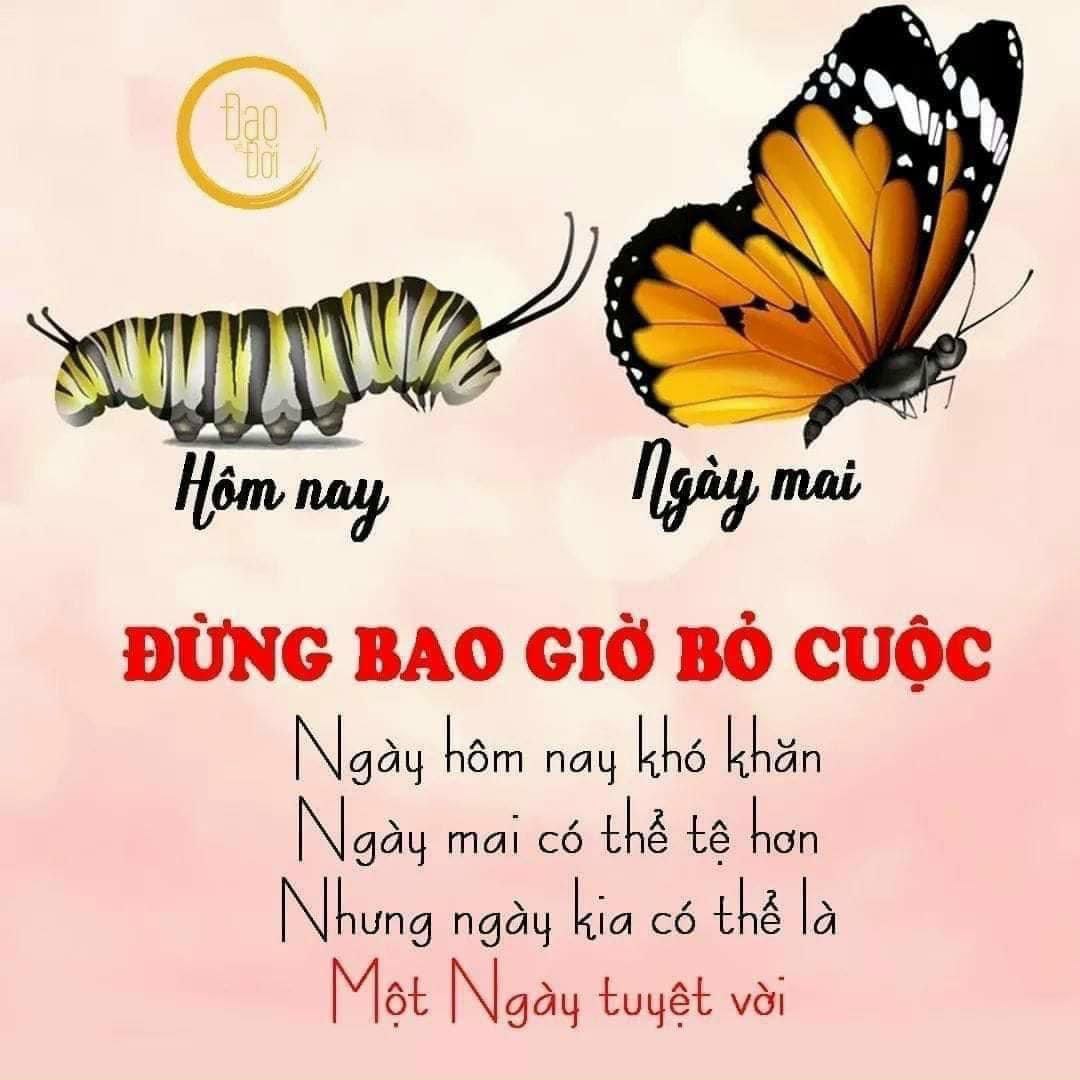 Đạo
và
Đời
Hôm nay
Ngày mai
ĐỪNG BAO GIỜ BỎ CUỘC
Ngày hôm nay khó khăn
Ngày mai có thể tệ hơn
Nhưng ngày kia có thể là
Một Ngày tuyệt vời